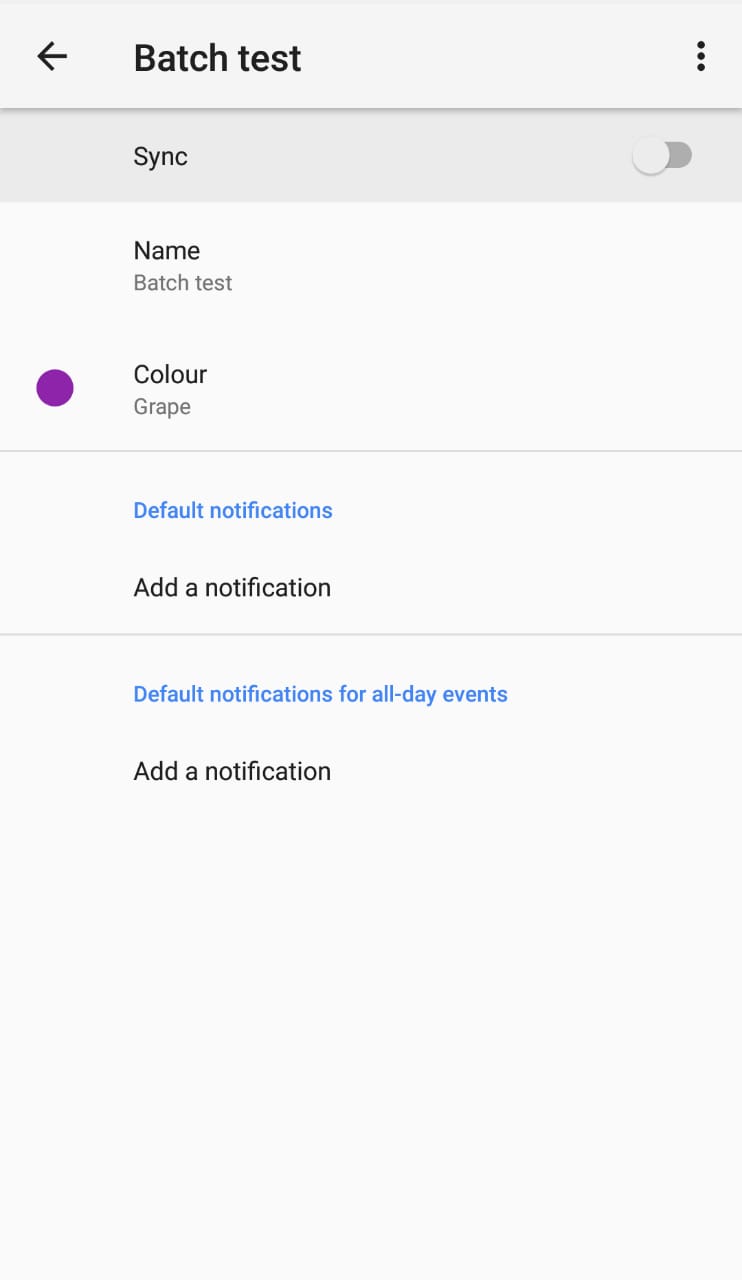 Batch test
Sync
Name
Batch test
Colour
Grape
Default notifications
Add a notification
Default notifications for all-day events
Add a notification